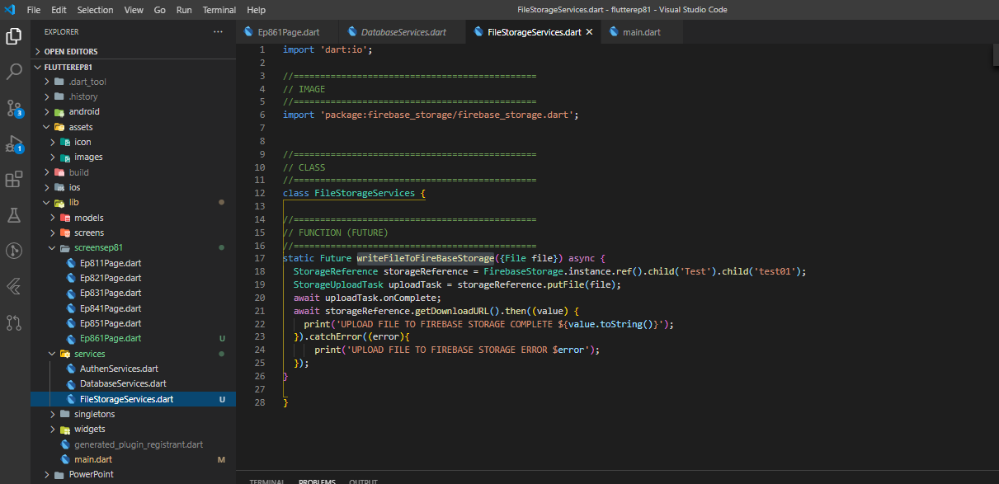 File Edit Selection View Go Run Terminal Help
FileStorageServices.dart - flutterep81 - Visual Studio Code
EXPLORER ...
Ep861Page.dart
DatabaseServices.dart
FileStorageServices.dart ×
main.dart
OPEN EDITORS
FLUTTEREP81
.dart_tool
.history
android
assets
icon
images
build
ios
lib
models
screens
screensep81
Ep811Page.dart
Ep821Page.dart
Ep831Page.dart
Ep841Page.dart
Ep851Page.dart
Ep861Page.dart U
services
AuthenServices.dart
DatabaseServices.dart
FileStorageServices.dart U
singletons
widgets
generated_plugin_registrant.dart
main.dart M
PowerPoint
3
1
1 import 'dart:io';
2
3 //==============================================
4 // IMAGE
5 //==============================================
6 import 'package:firebase_storage/firebase_storage.dart';
7
8
9 //==============================================
10 // CLASS
11 //==============================================
12 class FileStorageServices {
13
14 //==============================================
15 // FUNCTION (FUTURE)
16 //==============================================
17 static Future writeFileToFireBaseStorage({File file}) async {
18 StorageReference storageReference = FirebaseStorage.instance.ref().child('Test').child('test01');
19 StorageUploadTask uploadTask = storageReference.putFile(file);
20 await uploadTask.onComplete;
21 await storageReference.getDownloadURL().then((value) {
22 print('UPLOAD FILE TO FIREBASE STORAGE COMPLETE ${value.toString()}');
23 }).catchError((error){
24 print('UPLOAD FILE TO FIREBASE STORAGE ERROR $error');
25 });
26 }
27
28 }
TERMINAL PROBLEMS OUTPUT